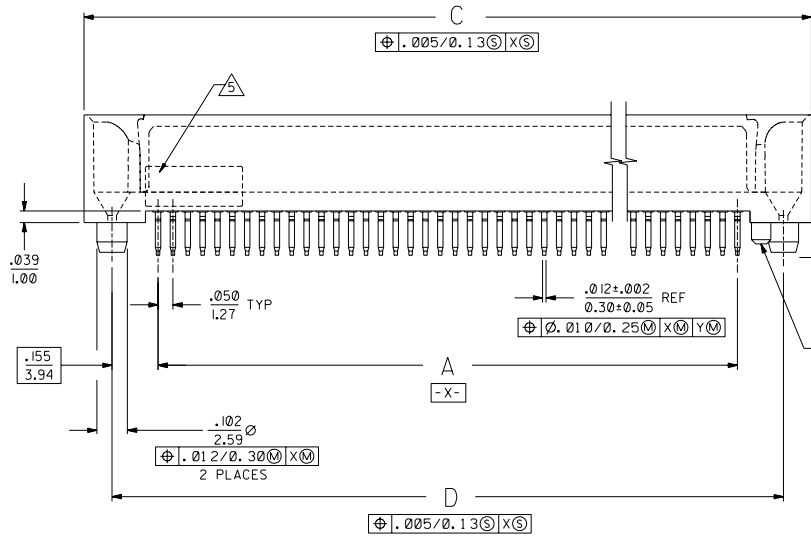 C
⌖ .005/0.13Ⓢ XⓈ
5
.039
1.00
.050
1.27 TYP
.012±.002
0.30±0.05 REF
⌖ Ø.010/0.25Ⓜ XⓂ YⓂ
.155
3.94
A
-X-
.102
2.59 Ø
⌖ .012/0.30Ⓜ XⓂ
2 PLACES
D
⌖ .005/0.13Ⓢ XⓈ